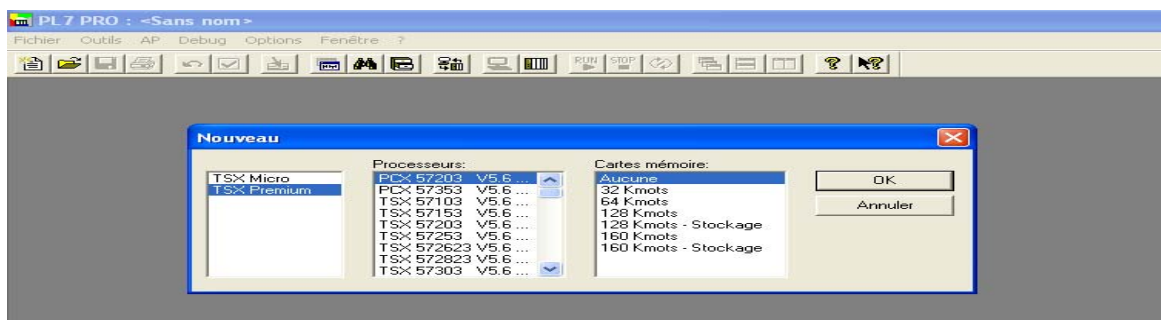 PL7 PRO : <Sans nom>
Fichier Outils AP Debug Options Fenêtre ?
RUN STOP
Nouveau
Processeurs: Cartes mémoire:
TSX Micro
TSX Premium
PCX 57203 V5.6 ...
PCX 57353 V5.6 ...
TSX 57103 V5.6 ...
TSX 57153 V5.6 ...
TSX 57203 V5.6 ...
TSX 57253 V5.6 ...
TSX 572623 V5.6 ...
TSX 572823 V5.6 ...
TSX 57303 V5.6 ...
Aucune
32 Kmots
64 Kmots
128 Kmots
128 Kmots - Stockage
160 Kmots
160 Kmots - Stockage
OK
Annuler